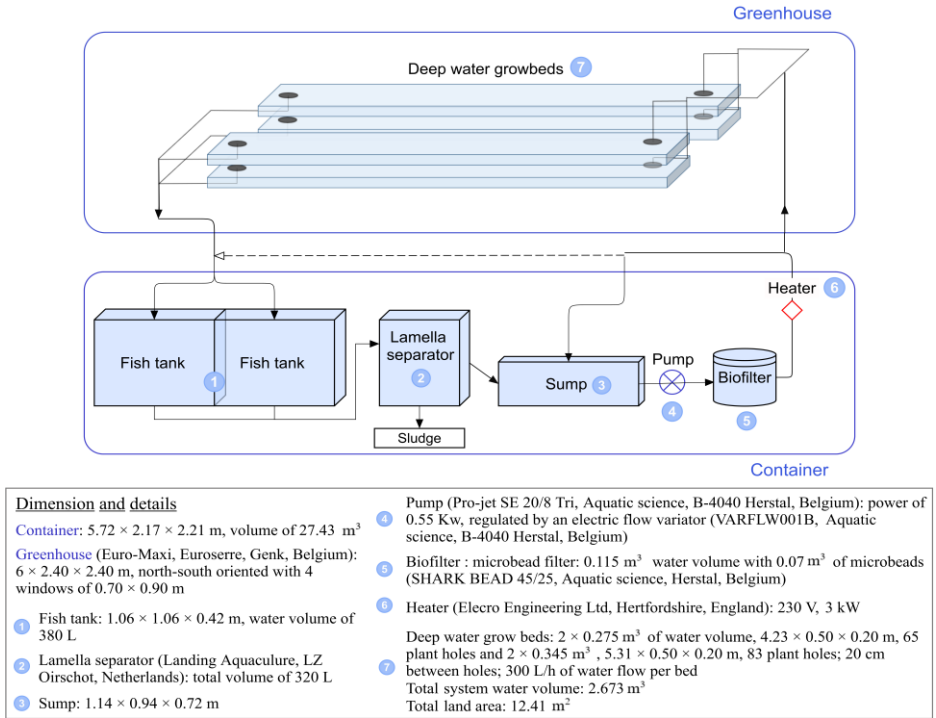 Greenhouse
Deep water growbeds 7
Heater 6
Fish tank
Fish tank
1
Lamella
separator
2
Sludge
Sump 3
Pump
4
Biofilter
5
Container
Dimension and details
Container: 5.72 × 2.17 × 2.21 m, volume of 27.43 m³
Greenhouse (Euro-Maxi, Euroserre, Genk, Belgium):
6 × 2.40 × 2.40 m, north-south oriented with 4
windows of 0.70 × 0.90 m
1 Fish tank: 1.06 × 1.06 × 0.42 m, water volume of
380 L
2 Lamella separator (Landing Aquaculure, LZ
Oirschot, Netherlands): total volume of 320 L
3 Sump: 1.14 × 0.94 × 0.72 m
4 Pump (Pro-jet SE 20/8 Tri, Aquatic science, B-4040 Herstal, Belgium): power of
0.55 Kw, regulated by an electric flow variator (VARFLW001B, Aquatic
science, B-4040 Herstal, Belgium)
5 Biofilter : microbead filter: 0.115 m³ water volume with 0.07 m³ of microbeads
(SHARK BEAD 45/25, Aquatic science, Herstal, Belgium)
6 Heater (Elecro Engineering Ltd, Hertfordshire, England): 230 V, 3 kW
7 Deep water grow beds: 2 × 0.275 m³ of water volume, 4.23 × 0.50 × 0.20 m, 65
plant holes and 2 × 0.345 m³ , 5.31 × 0.50 × 0.20 m, 83 plant holes; 20 cm
between holes; 300 L/h of water flow per bed
Total system water volume: 2.673 m³
Total land area: 12.41 m²